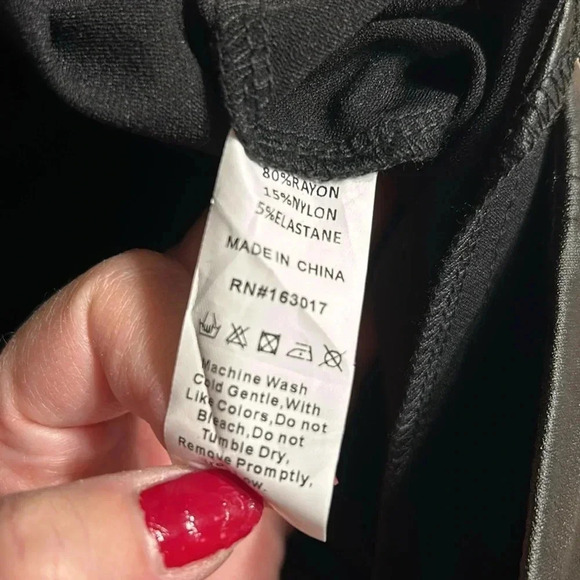 80%RAYON
15%NYLON
5%ELASTANE
MADE IN CHINA
RN#163017
Machine Wash
Cold Gentle,With
Like Colors,Do not
Bleach,Do not
Tumble Dry,
Remove Promptly,